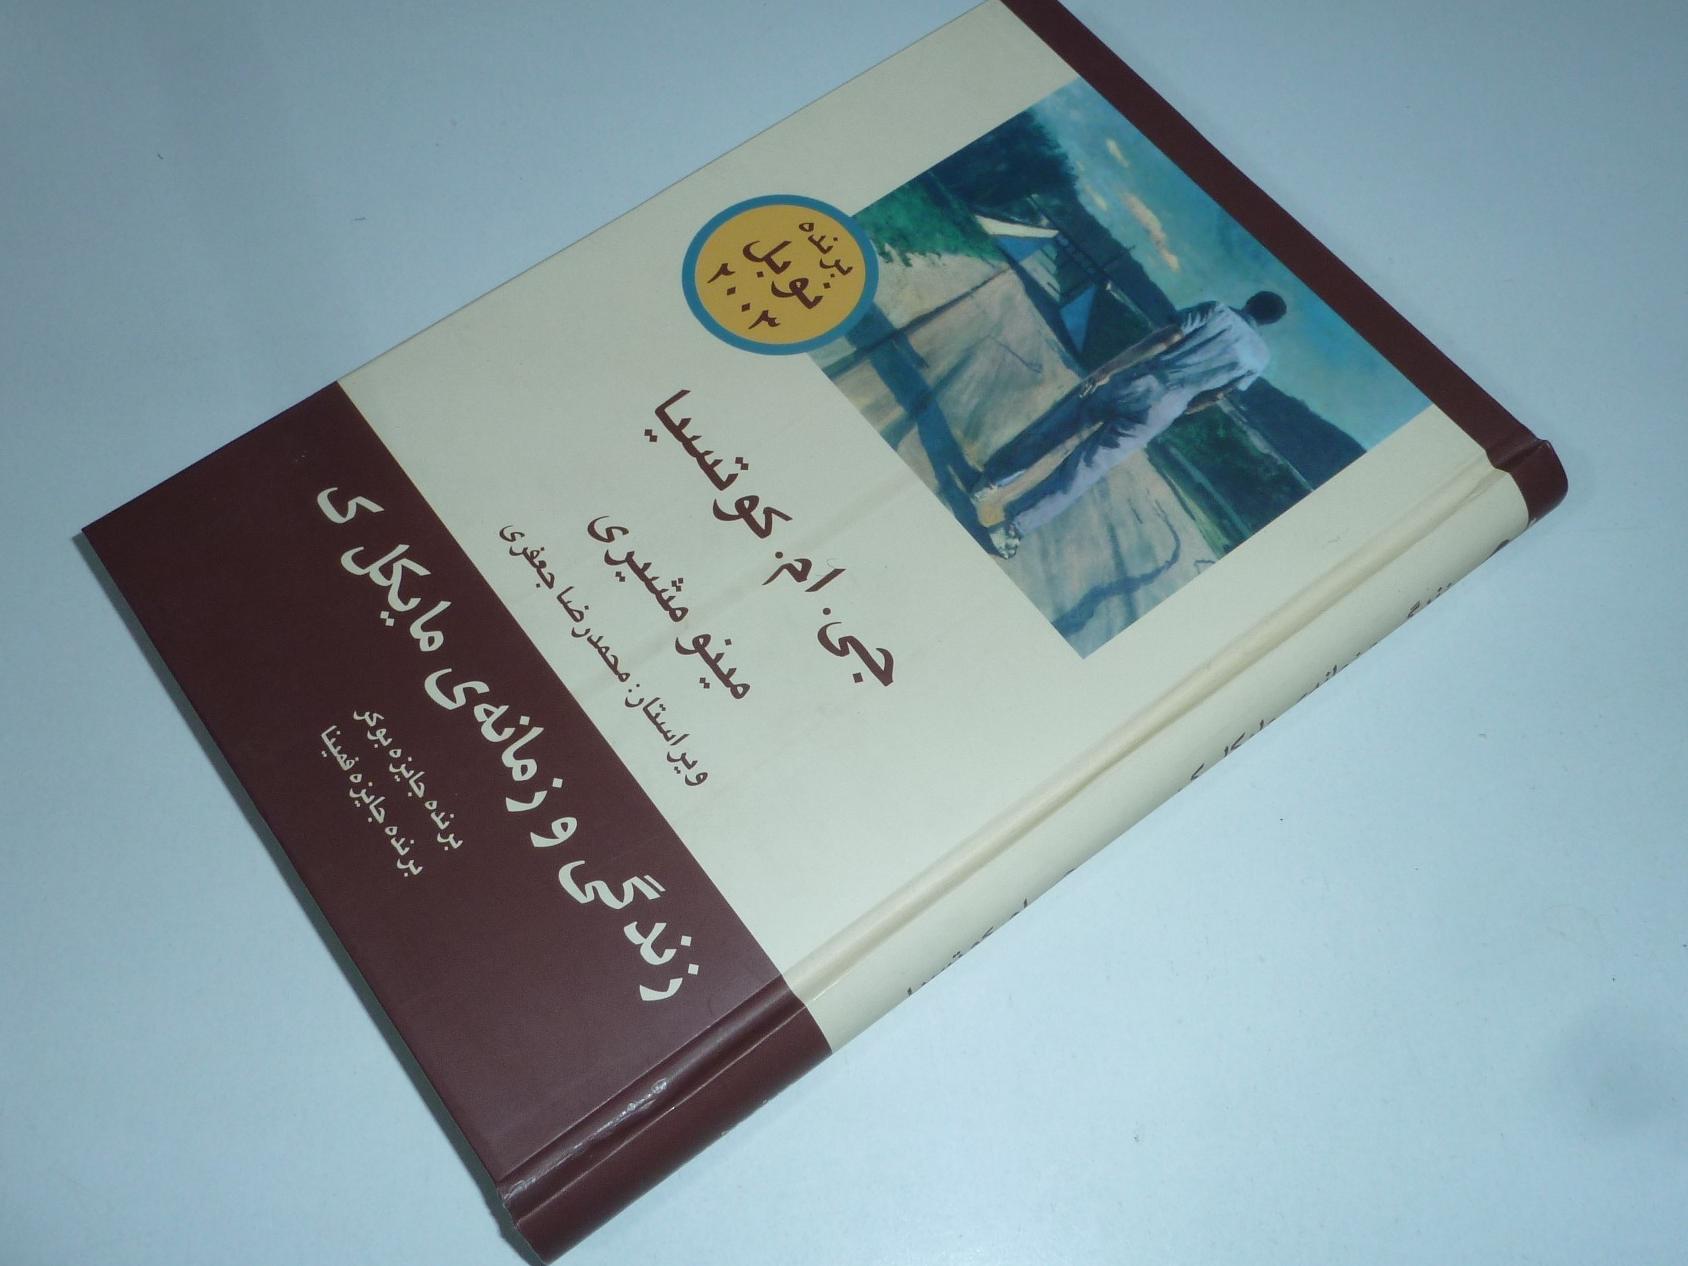 برنده
نوبل
۲۰۰۳
جی. اِم. کوتسیا
مینو مشیری
ویراستار: محمدرضا جعفری
زندگی و زمانه‌ی مایکل ک
برنده جایزه بوکر
برنده جایزه فمینا